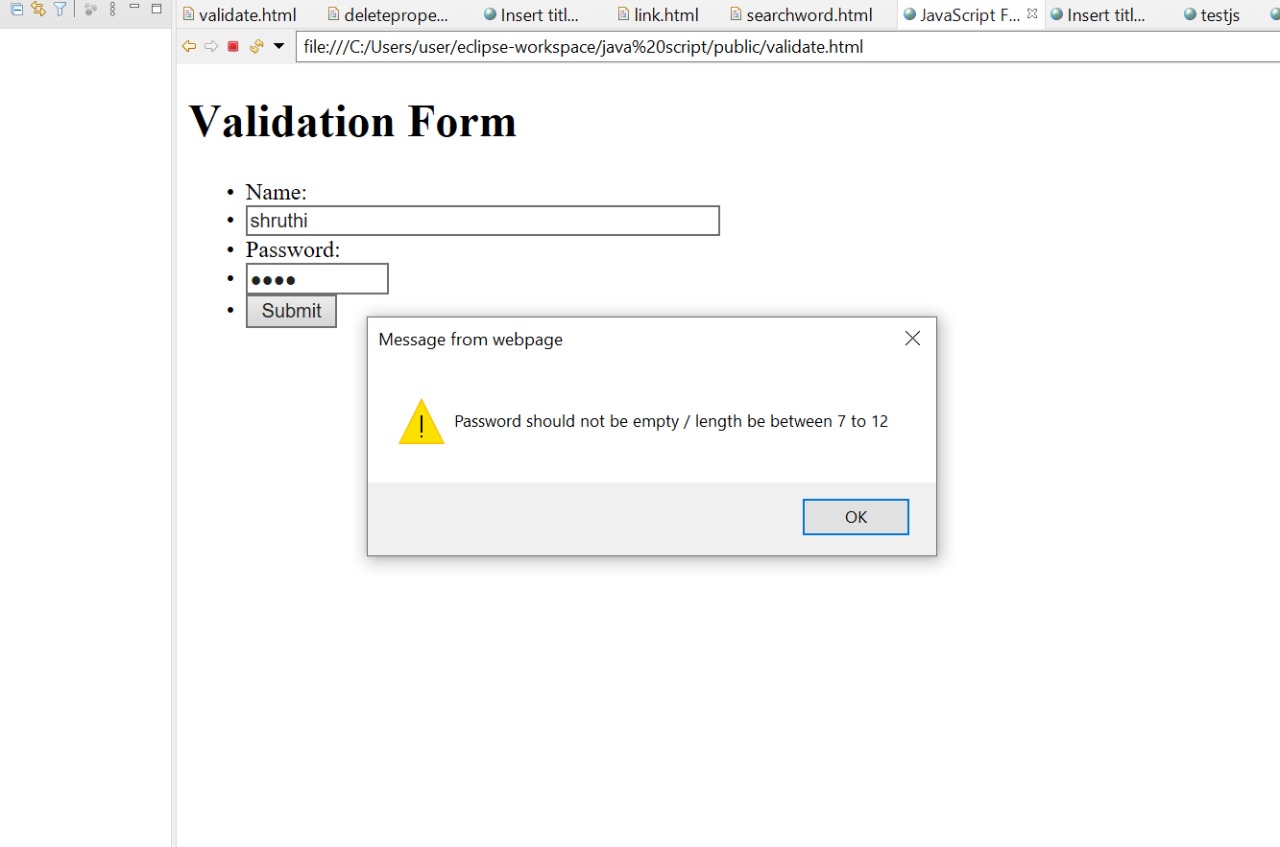 validate.html deleteprope... Insert titl... link.html searchword.html JavaScript F... Insert titl... testjs
file:///C:/Users/user/eclipse-workspace/java%20script/public/validate.html
Validation Form
• Name:
• shruthi
• Password:
• ●●●●
• Submit
Message from webpage
Password should not be empty / length be between 7 to 12
OK